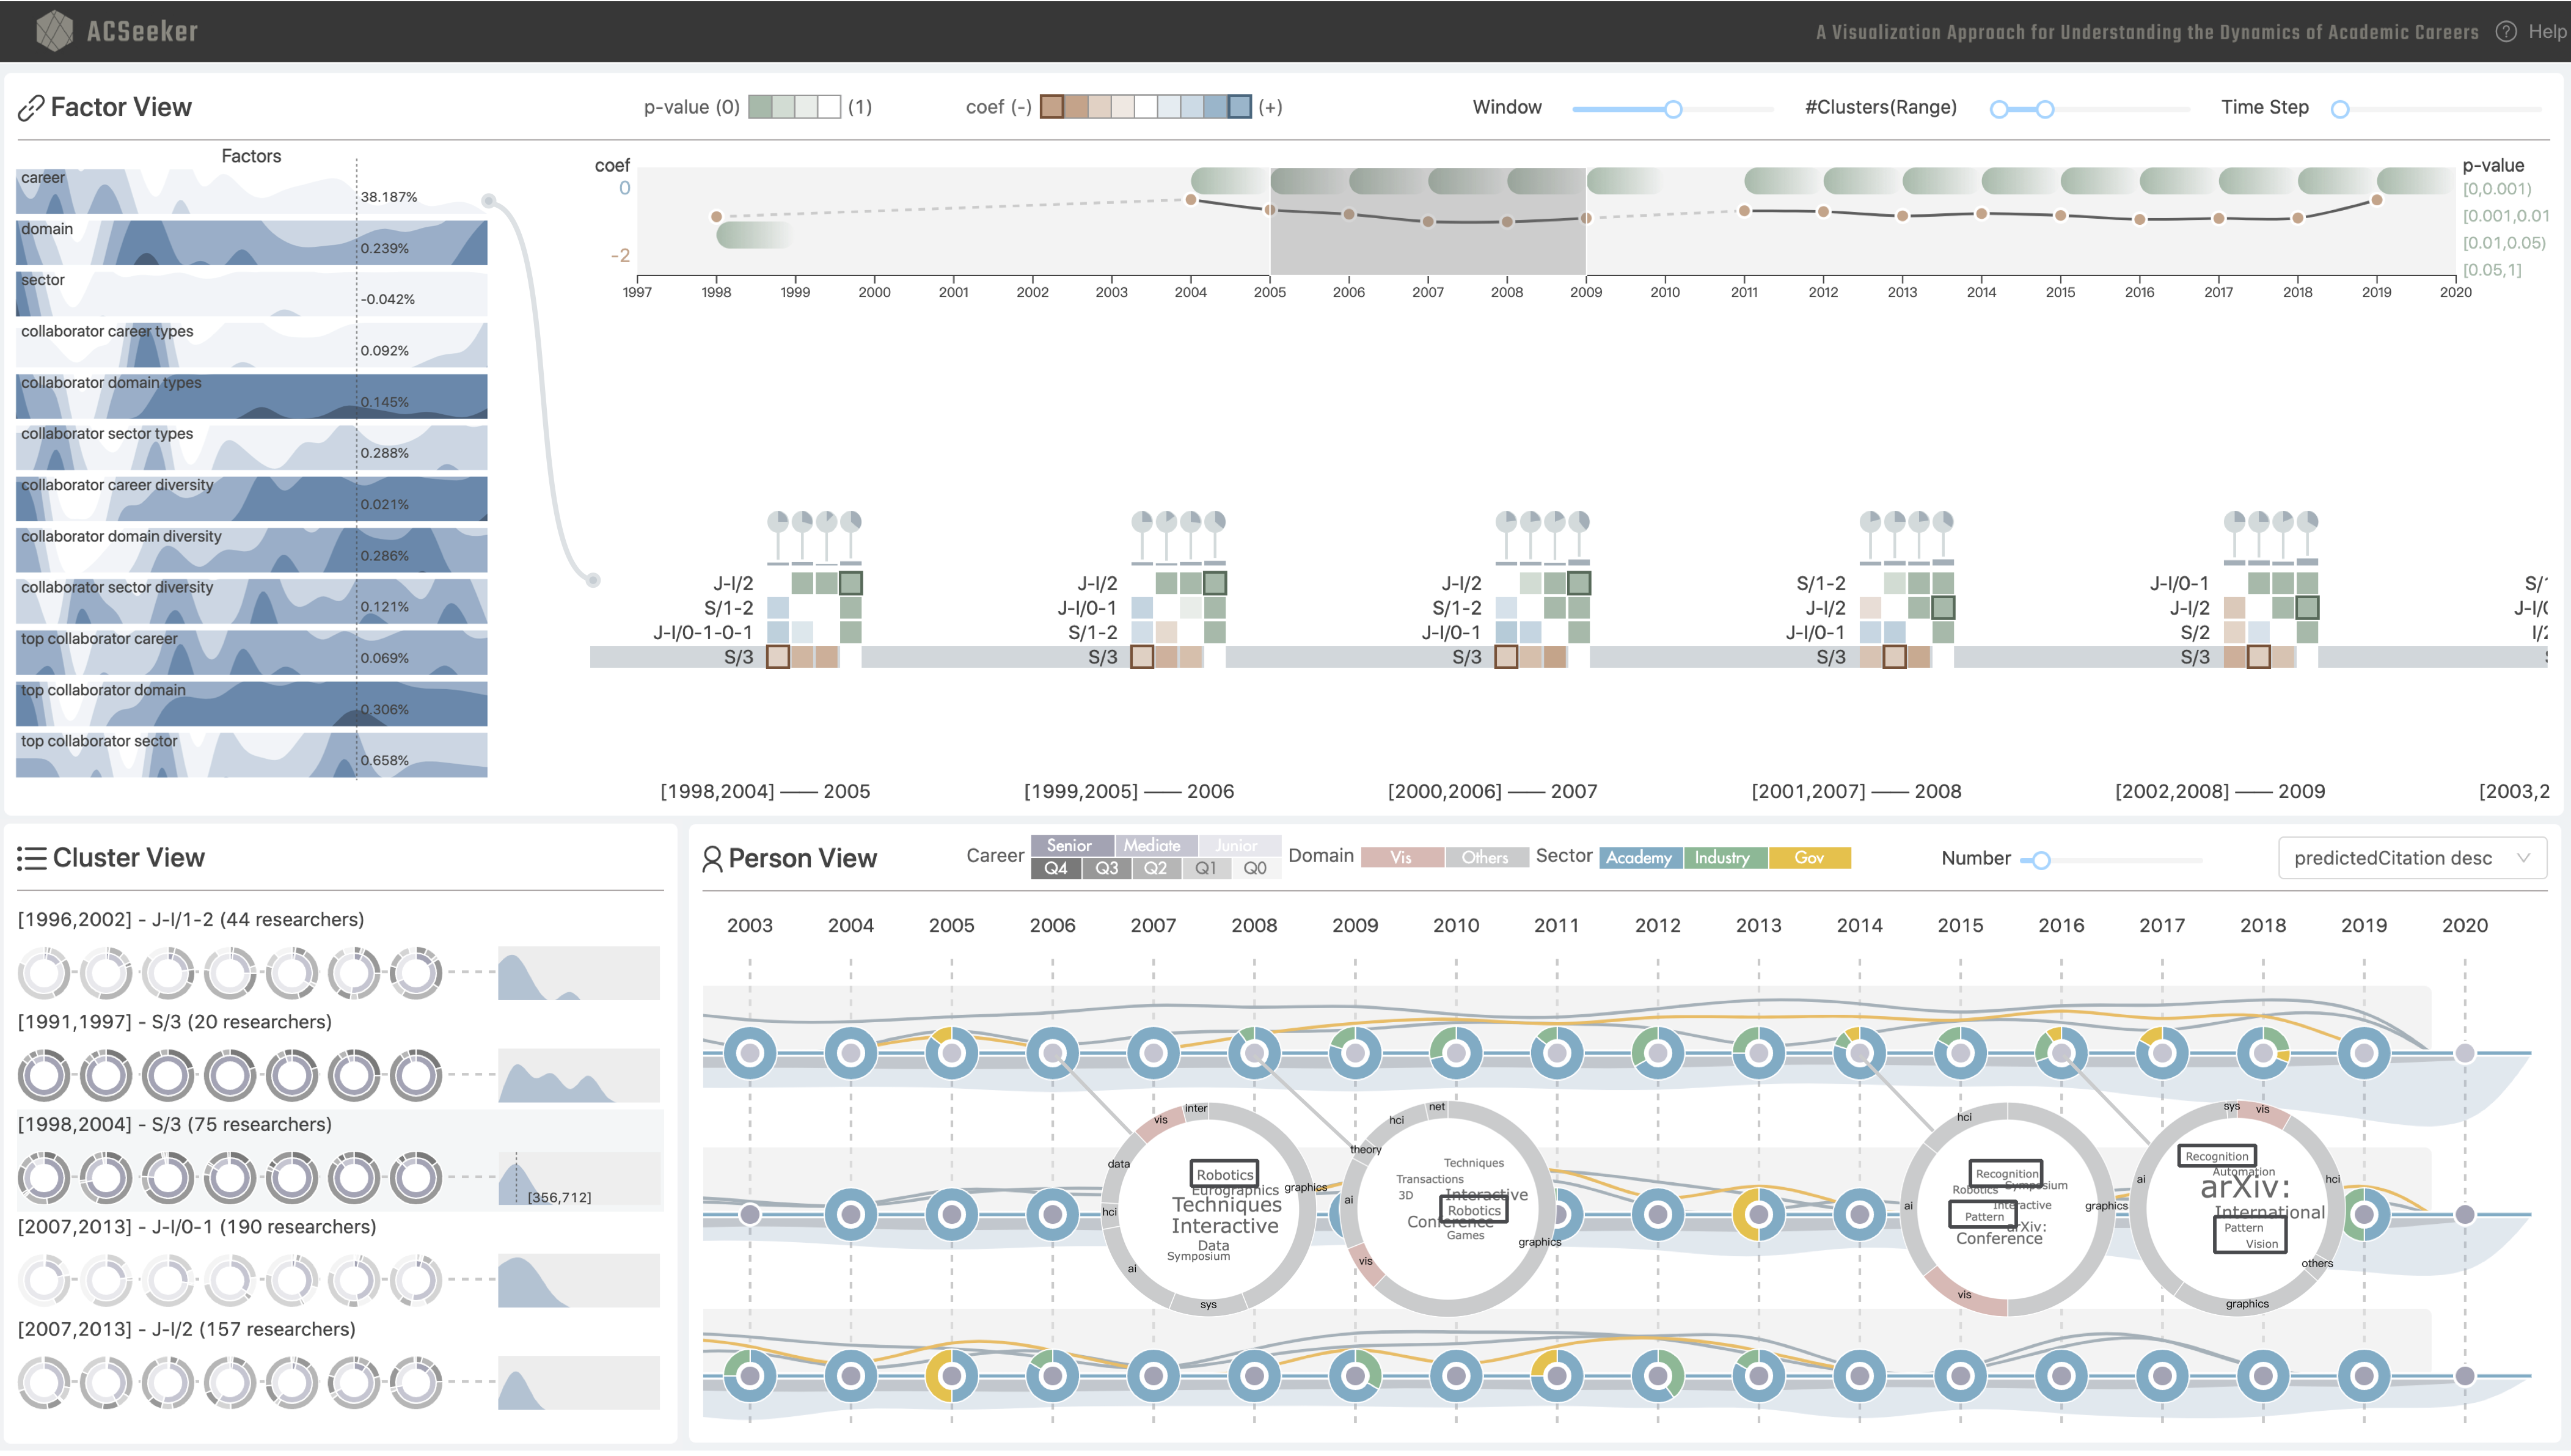 ACSeeker
A Visualization Approach for Understanding the Dynamics of Academic Careers
? Help
Factor View
p-value (0) (1)
coef (-) (+)
Window
#Clusters(Range)
Time Step
Factors
career
38.187%
domain
0.239%
sector
-0.042%
collaborator career types
0.092%
collaborator domain types
0.145%
collaborator sector types
0.288%
collaborator career diversity
0.021%
collaborator domain diversity
0.286%
collaborator sector diversity
0.121%
top collaborator career
0.069%
top collaborator domain
0.306%
top collaborator sector
0.658%
coef
0
-2
1997 1998 1999 2000 2001 2002 2003 2004 2005 2006 2007 2008 2009 2010 2011 2012 2013 2014 2015 2016 2017 2018 2019 2020
p-value
[0,0.001)
[0.001,0.01
[0.01,0.05)
[0.05,1]
J-I/2
S/1-2
J-I/0-1-0-1
S/3
[1998,2004] —— 2005
J-I/2
J-I/0-1
S/1-2
S/3
[1999,2005] —— 2006
J-I/2
S/1-2
J-I/0-1
S/3
[2000,2006] —— 2007
S/1-2
J-I/2
J-I/0-1
S/3
[2001,2007] —— 2008
J-I/0-1
J-I/2
S/2
S/3
[2002,2008] —— 2009
[2003,2
Cluster View
[1996,2002] - J-I/1-2 (44 researchers)
[1991,1997] - S/3 (20 researchers)
[1998,2004] - S/3 (75 researchers)
[356,712]
[2007,2013] - J-I/0-1 (190 researchers)
[2007,2013] - J-I/2 (157 researchers)
Person View
Career Senior Mediate Junior
Q4 Q3 Q2 Q1 Q0
Domain Vis Others
Sector Academy Industry Gov
Number
predictedCitation desc
2003 2004 2005 2006 2007 2008 2009 2010 2011 2012 2013 2014 2015 2016 2017 2018 2019 2020
inter
vis
data
hci
ai
sys
graphics
Robotics
Eurographics
Techniques
Interactive
Data
Symposium
net
hci
theory
ai
vis
graphics
Techniques
Transactions
3D
Interactive
Robotics
Conference
Games
hci
ai
vis
graphics
Recognition
Robotics Symposium
Interactive
Pattern
arXiv:
Conference
sys
vis
hci
ai
others
graphics
Recognition
Automation
arXiv:
International
Pattern
Vision